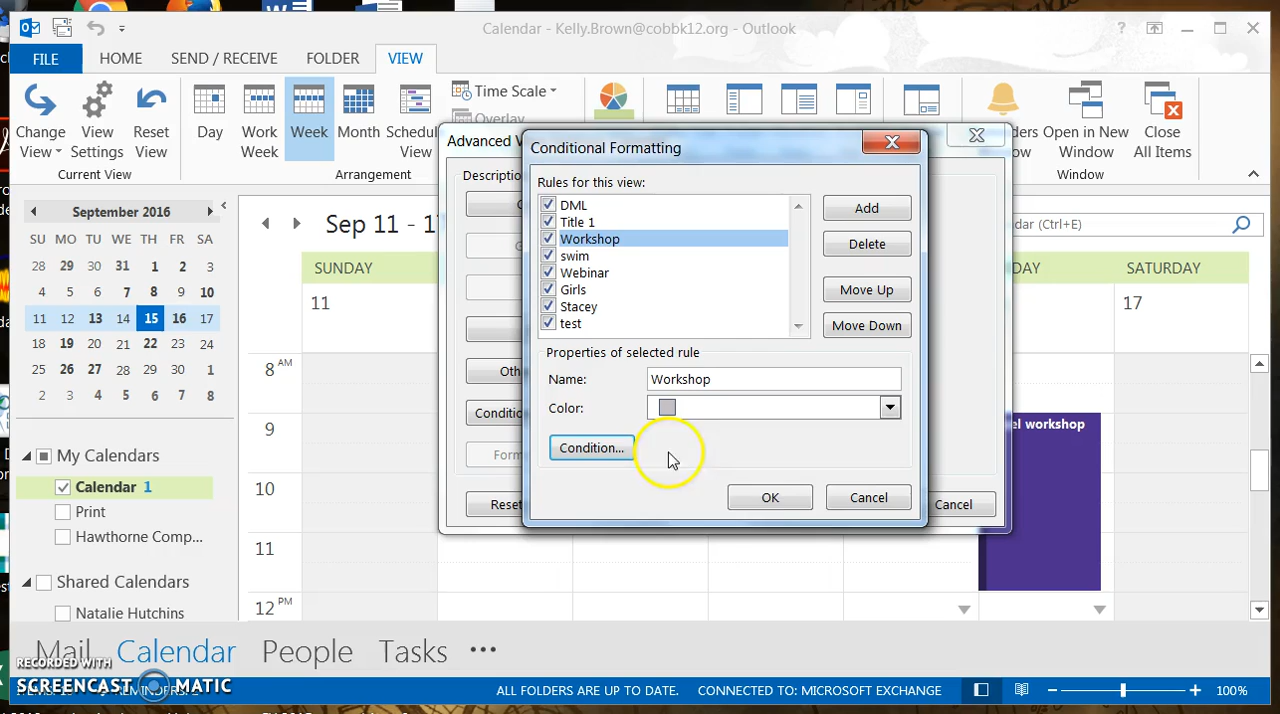 Calendar - Kelly.Brown@cobbk12.org - Outlook
FILE HOME SEND / RECEIVE FOLDER VIEW
Change View
View Settings
Reset View
Day
Work Week
Week
Month
Schedul View
Time Scale
Overlay
Open in New Window
Close All Items
Current View
Arrangement
Window
September 2016
SU MO TU WE TH FR SA
28 29 30 31 1 2 3
4 5 6 7 8 9 10
11 12 13 14 15 16 17
18 19 20 21 22 23 24
25 26 27 28 29 30 1
2 3 4 5 6 7 8
My Calendars
Calendar 1
Print
Hawthorne Comp...
Shared Calendars
Natalie Hutchins
Sep 11 - 1
(Ctrl+E)
SUNDAY
DAY
SATURDAY
11
17
8 AM
9
10
11
12 PM
workshop
Advanced V
Descriptio
Oth
Conditio
Form
Reset
Cancel
Conditional Formatting
Rules for this view:
DML
Title 1
Workshop
swim
Webinar
Girls
Stacey
test
Add
Delete
Move Up
Move Down
Properties of selected rule
Name: Workshop
Color:
Condition...
OK Cancel
Mail Calendar People Tasks •••
RECORDED WITH
SCREENCAST MATIC
ALL FOLDERS ARE UP TO DATE. CONNECTED TO: MICROSOFT EXCHANGE 100%